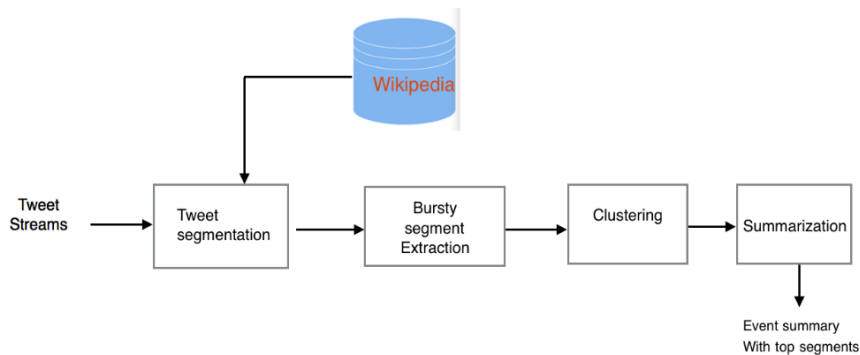 Wikipedia
Tweet
Streams
Tweet
segmentation
Bursty
segment
Extraction
Clustering
Summarization
Event summary
With top segments